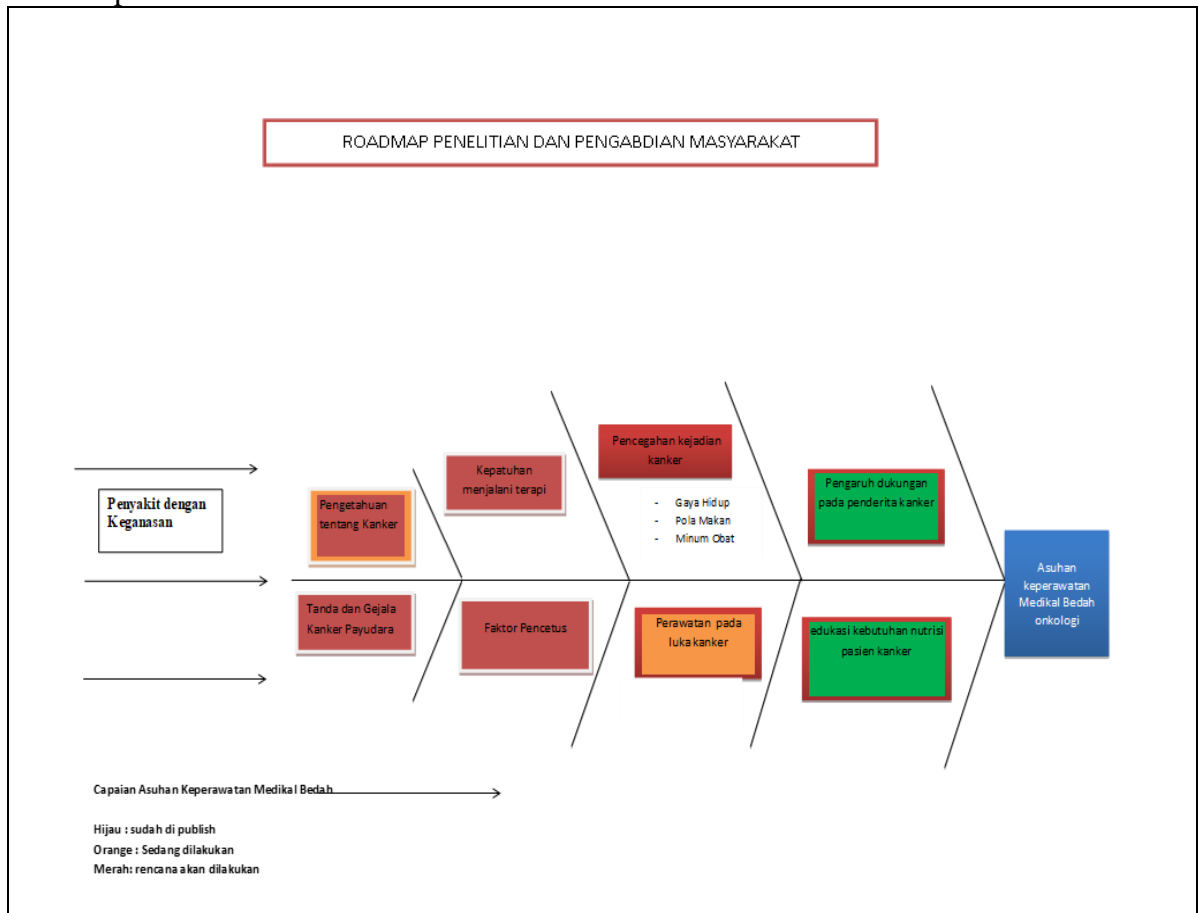 ROADMAP PENELITIAN DAN PENGABDIAN MASYARAKAT
Penyakit dengan
Keganasan
Pengetahuan
tentang Kanker
Kepatuhan
menjalani terapi
Pencegahan kejadian
kanker
- Gaya Hidup
- Pola Makan
- Minum Obat
Pengaruh dukungan
pada penderita kanker
Tanda dan Gejala
Kanker Payudara
Faktor Pencetus
Perawatan pada
luka kanker
edukasi kebutuhan nutrisi
pasien kanker
Asuhan
keperawatan
Medikal Bedah
onkologi
Capaian Asuhan Keperawatan Medikal Bedah
Hijau : sudah di publish
Orange : Sedang dilakukan
Merah: rencana akan dilakukan